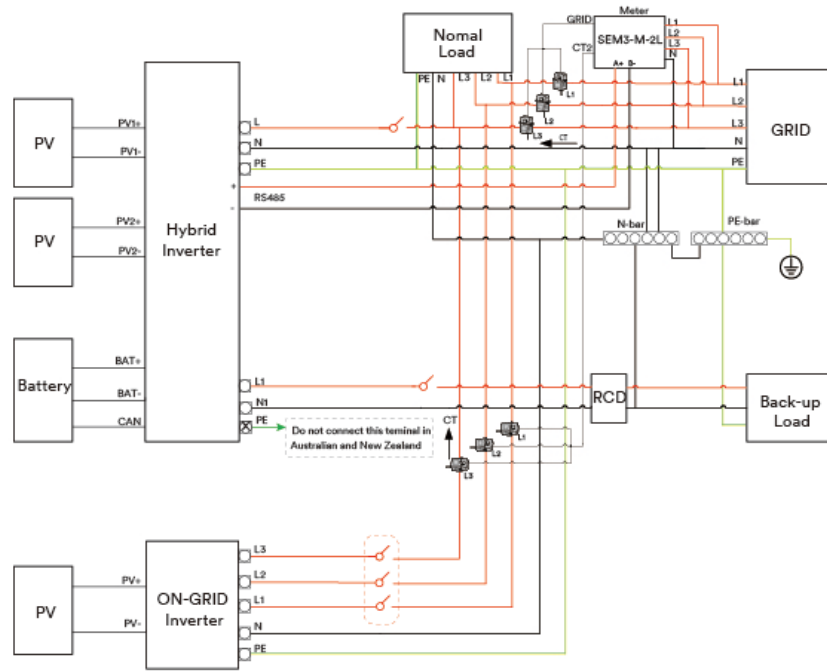 Meter
GRID
SEM3-M-2L
L1
L2
L3
N
CT2
A+ B-
Nomal
Load
PE
N
L3
L2
L1
L1
L2
L3
CT
L1
L2
L3
N
PE
GRID
PV
PV1+
PV1-
L
N
PE
+
-
RS485
PV
PV2+
PV2-
Hybrid
Inverter
N-bar
PE-bar
Battery
BAT+
BAT-
CAN
L1
N1
PE
Do not connect this teminal in
Australian and New Zealand
CT
L1
L2
L3
RCD
Back-up
Load
PV
PV+
PV-
ON-GRID
Inverter
L3
L2
L1
N
PE